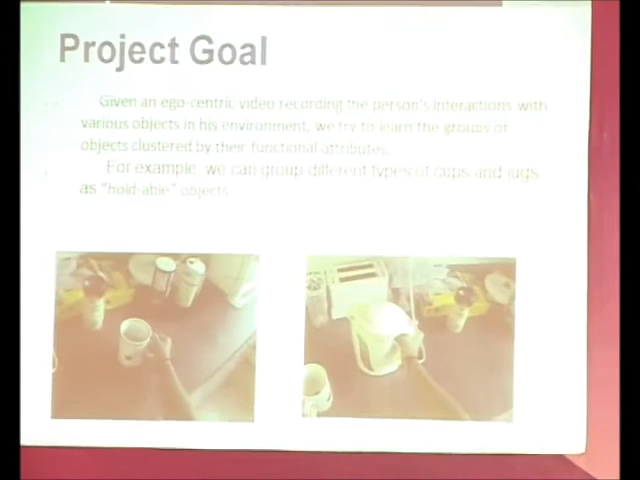 Project Goal
Given an ego-centric video recording the person's interactions with
various objects in his environment, we try to learn the groups of
objects clustered by their functional attributes.
For example, we can group different types of cups and jugs
as "hold-able" objects